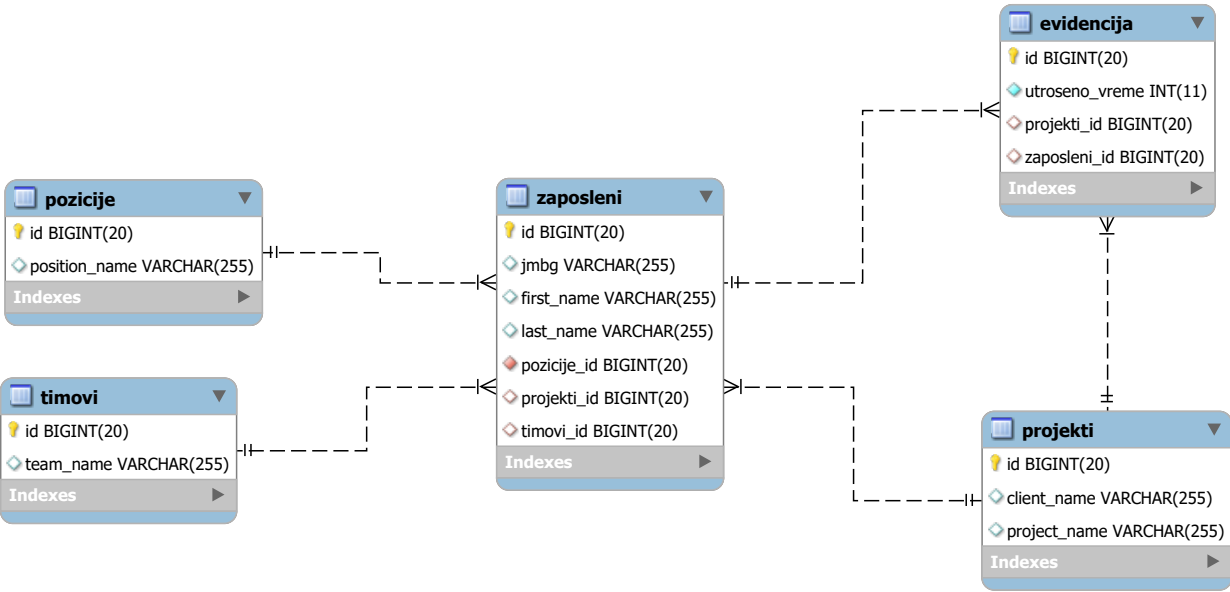 pozicije
id BIGINT(20)
position_name VARCHAR(255)
Indexes
timovi
id BIGINT(20)
team_name VARCHAR(255)
Indexes
zaposleni
id BIGINT(20)
jmbg VARCHAR(255)
first_name VARCHAR(255)
last_name VARCHAR(255)
pozicije_id BIGINT(20)
projekti_id BIGINT(20)
timovi_id BIGINT(20)
Indexes
evidencija
id BIGINT(20)
utroseno_vreme INT(11)
projekti_id BIGINT(20)
zaposleni_id BIGINT(20)
Indexes
projekti
id BIGINT(20)
client_name VARCHAR(255)
project_name VARCHAR(255)
Indexes